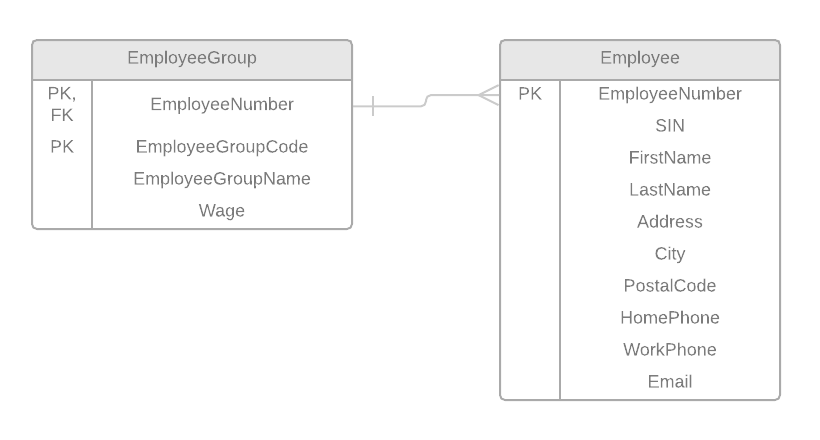 EmployeeGroup
PK,
FK
EmployeeNumber
PK
EmployeeGroupCode
EmployeeGroupName
Wage
Employee
PK
EmployeeNumber
SIN
FirstName
LastName
Address
City
PostalCode
HomePhone
WorkPhone
Email